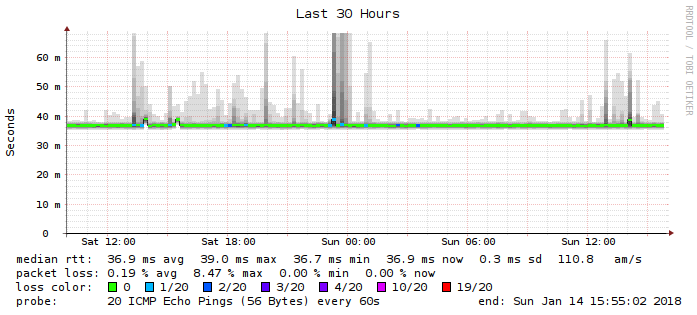 Last 30 Hours
RRDTOOL / TOBI OETIKER
Seconds
60 m
50 m
40 m
30 m
20 m
10 m
0
Sat 12:00 Sat 18:00 Sun 00:00 Sun 06:00 Sun 12:00
median rtt: 36.9 ms avg 39.0 ms max 36.7 ms min 36.9 ms now 0.3 ms sd 110.8 am/s
packet loss: 0.19 % avg 8.47 % max 0.00 % min 0.00 % now
loss color: 0 1/20 2/20 3/20 4/20 10/20 19/20
probe: 20 ICMP Echo Pings (56 Bytes) every 60s end: Sun Jan 14 15:55:02 2018